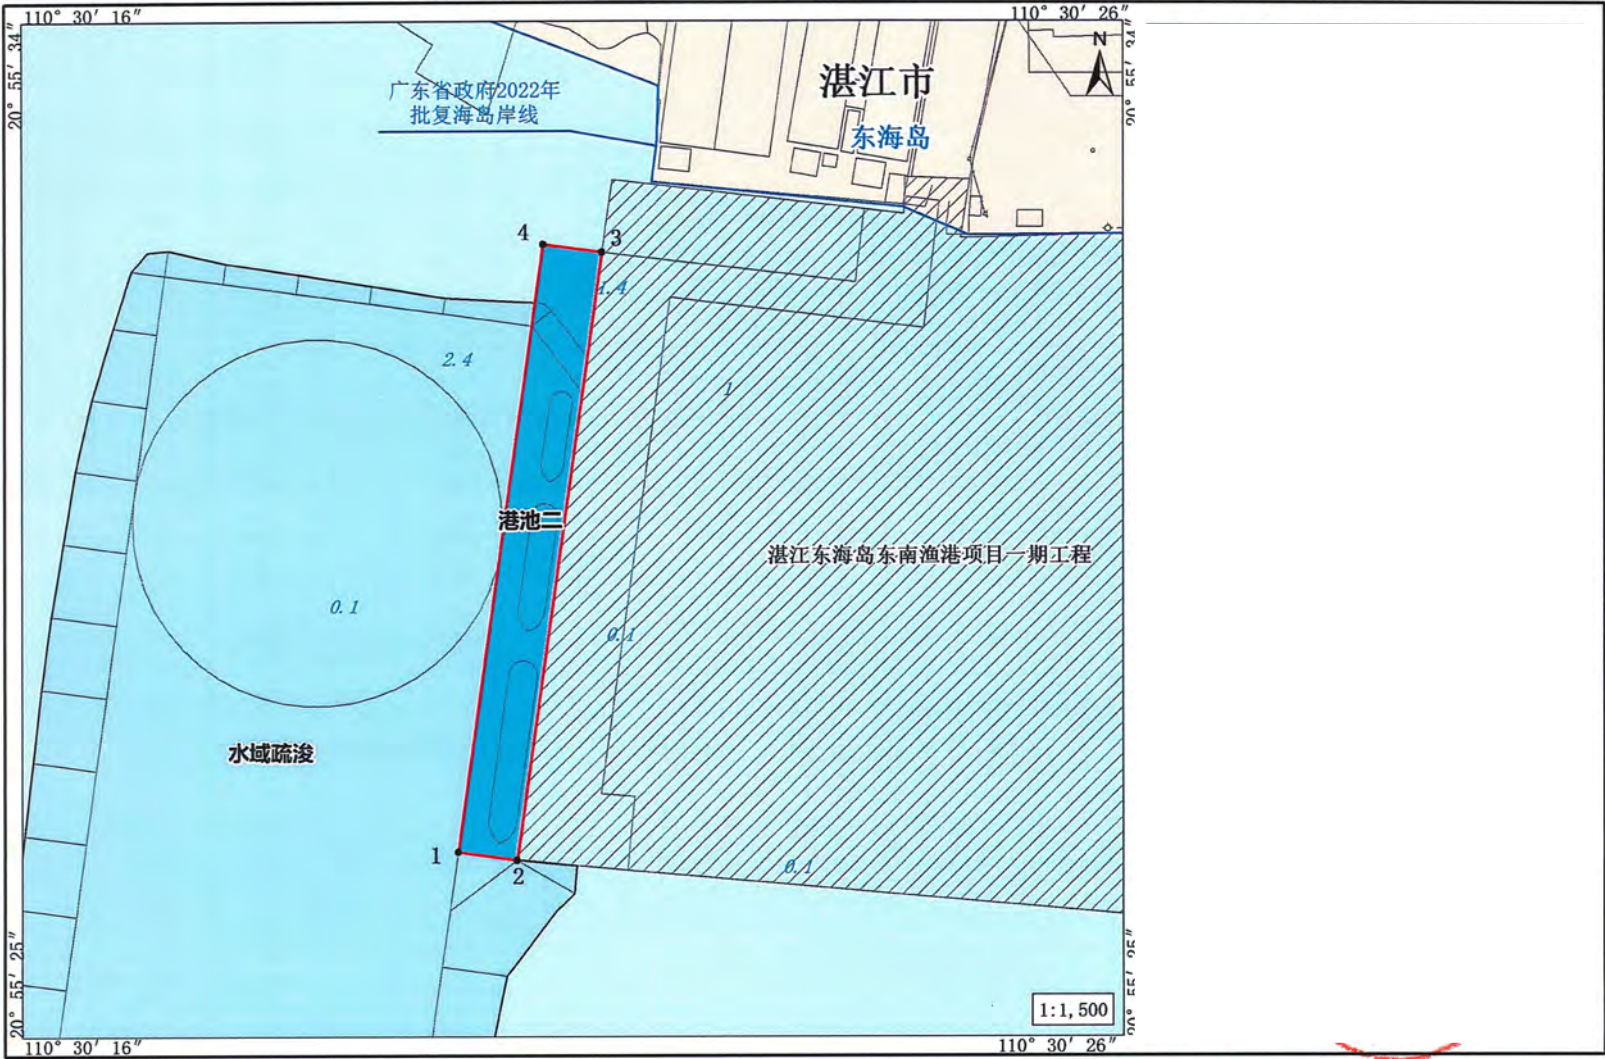 110° 30′ 16″
110° 30′ 26″
20° 55′ 34″
20° 55′ 34″
N
湛江市
广东省政府2022年
批复海岛岸线
东海岛
4
3
1.4
2.4
1
港池二
湛江东海岛东南渔港项目一期工程
0.1
0.1
水域疏浚
1
2
0.1
20° 55′ 25″
20° 55′ 25″
1:1,500
110° 30′ 16″
110° 30′ 26″